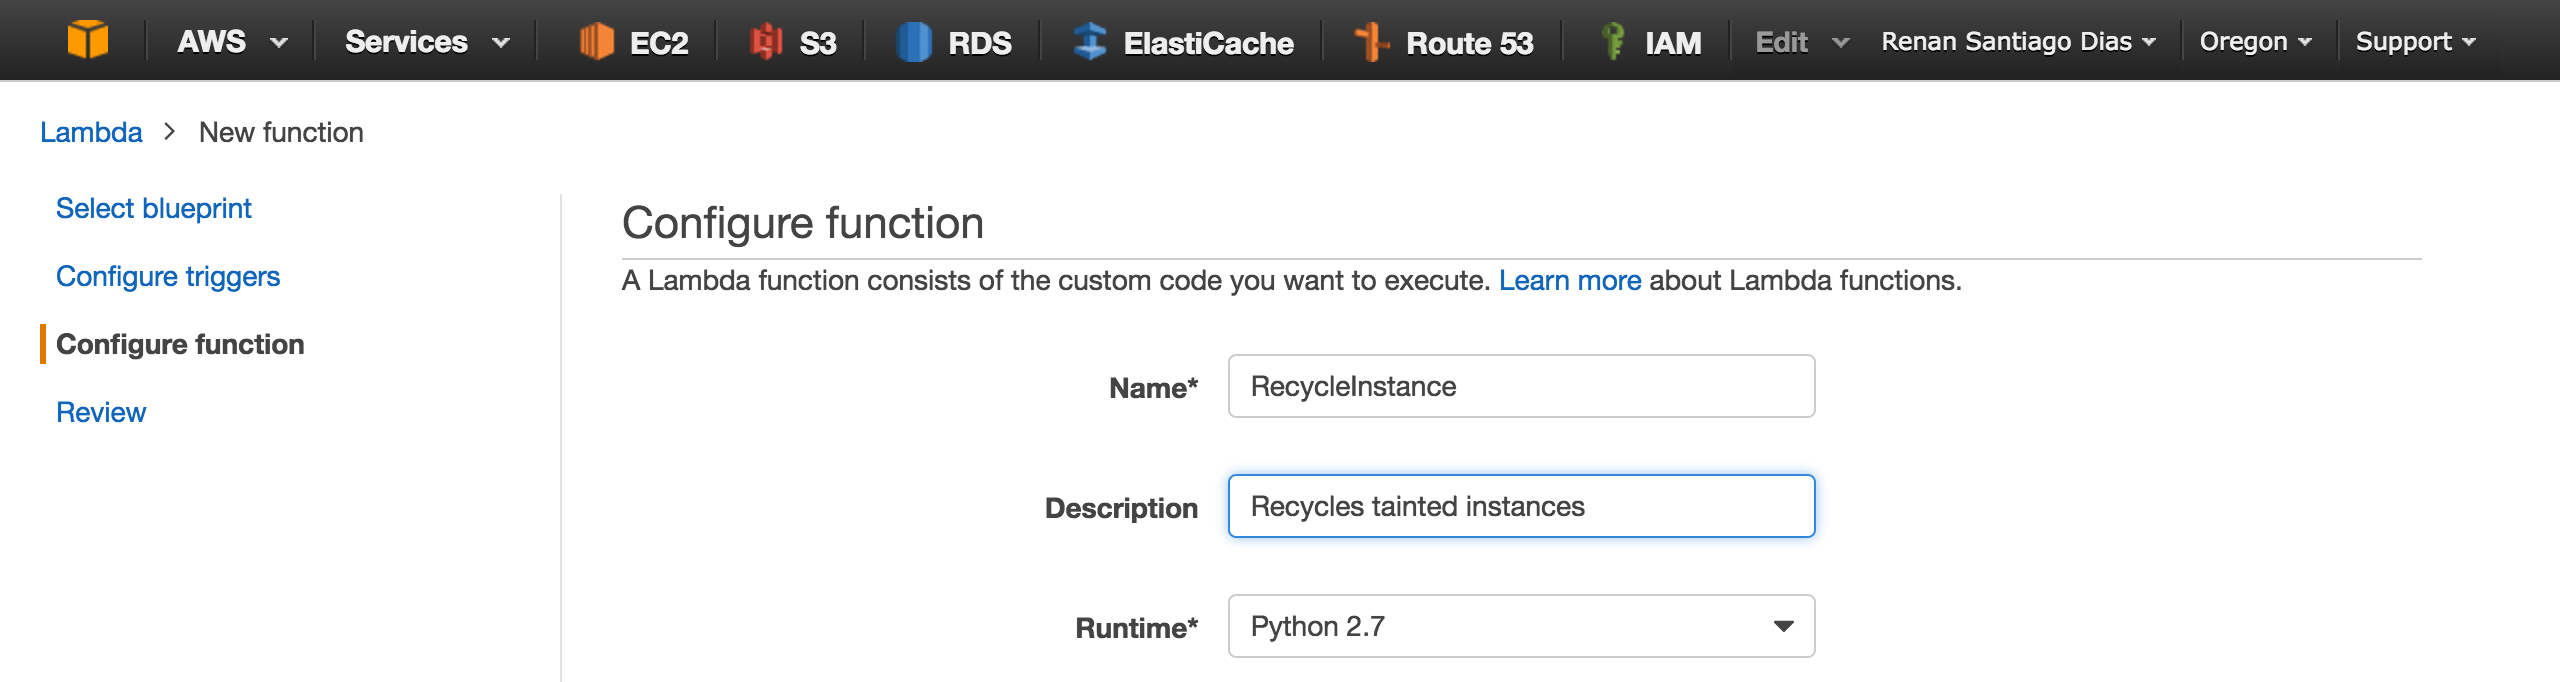 AWS Services EC2 S3 RDS ElastiCache Route 53 IAM Edit Renan Santiago Dias Oregon Support
Lambda > New function
Select blueprint
Configure triggers
Configure function
Review
Configure function
A Lambda function consists of the custom code you want to execute. Learn more about Lambda functions.
Name* RecycleInstance
Description Recycles tainted instances
Runtime* Python 2.7